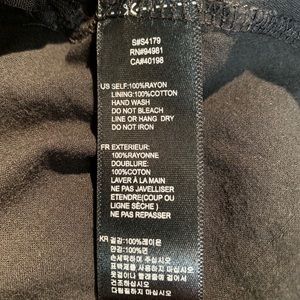 S#S4179
RN#94981
CA#40198
US SELF:100%RAYON
LINING:100%COTTON
HAND WASH
DO NOT BLEACH
LINE OR HANG DRY
DO NOT IRON
FR EXTERIEUR:
100%RAYONNE
DOUBLURE:
100%COTON
LAVER À LA MAIN
NE PAS JAVELLISER
ETENDRE(COUP OU
LIGNE SÈCHE )
NE PAS REPASSER
KR 겉감:100%레이온
안감:100%면
손세탁하여 주십시오
표백제를 사용하지 마십시오
다림질하지 마십시오